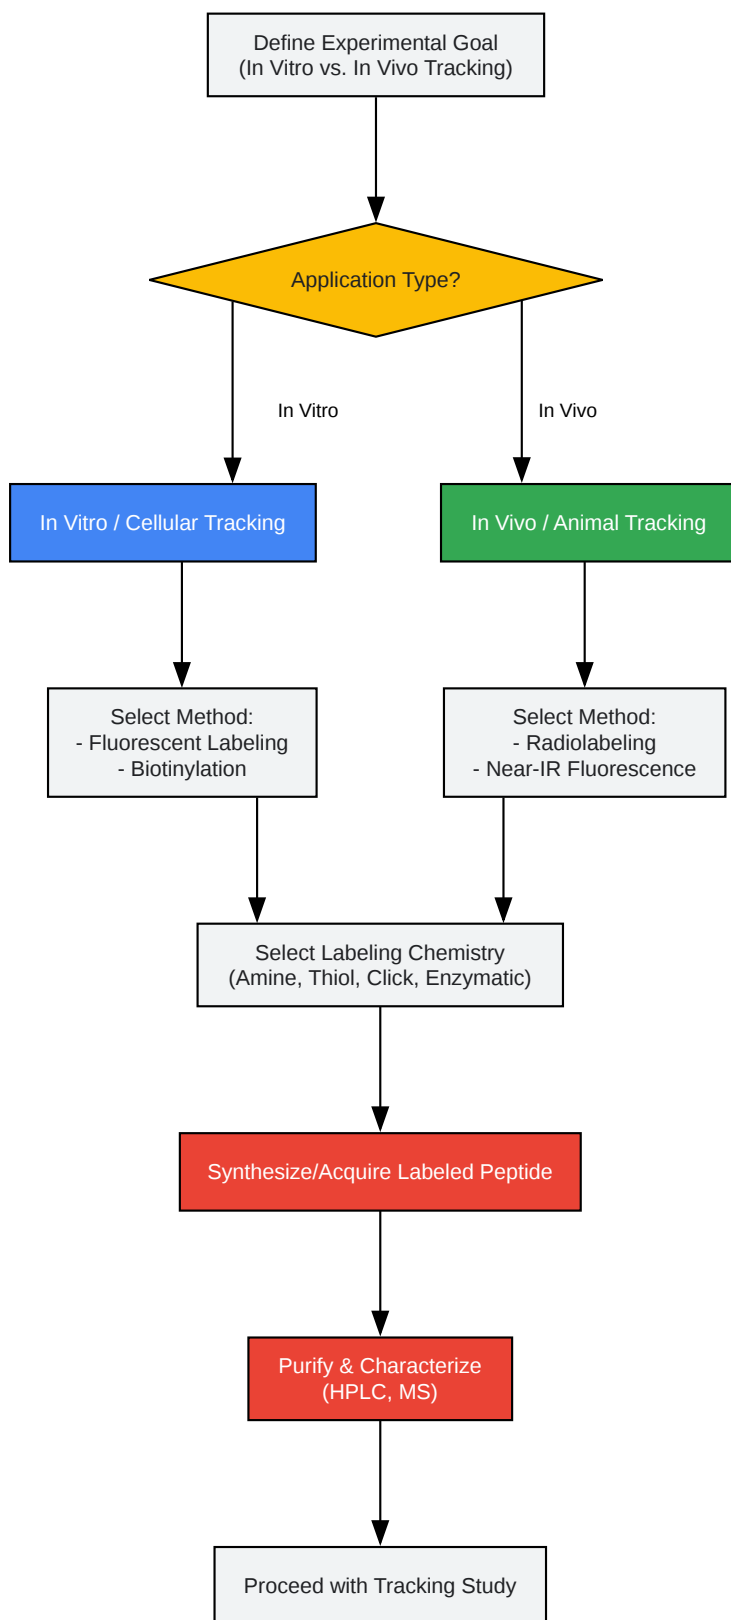 Define Experimental Goal
(In Vitro vs. In Vivo Tracking)
Application Type?
In Vitro
In Vivo
In Vitro / Cellular Tracking
In Vivo / Animal Tracking
Select Method:
- Fluorescent Labeling
- Biotinylation
Select Method:
- Radiolabeling
- Near-IR Fluorescence
Select Labeling Chemistry
(Amine, Thiol, Click, Enzymatic)
Synthesize/Acquire Labeled Peptide
Purify & Characterize
(HPLC, MS)
Proceed with Tracking Study